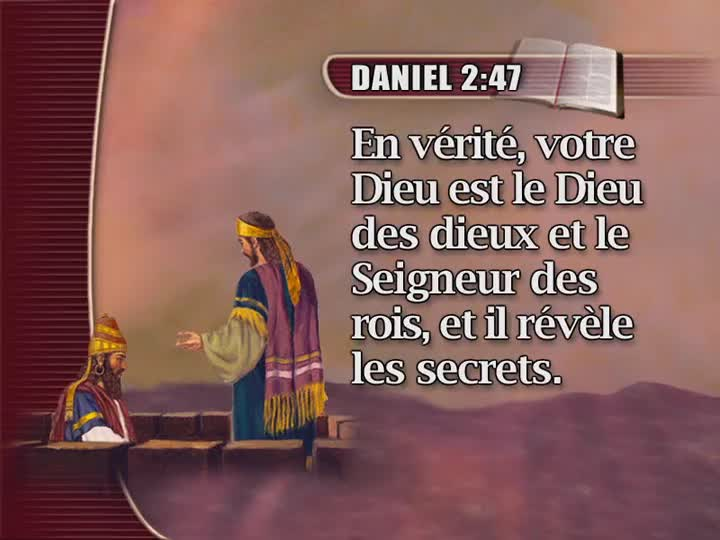 DANIEL 2:47
En vérité, votre
Dieu est le Dieu
des dieux et le
Seigneur des
rois, et il révèle
les secrets.